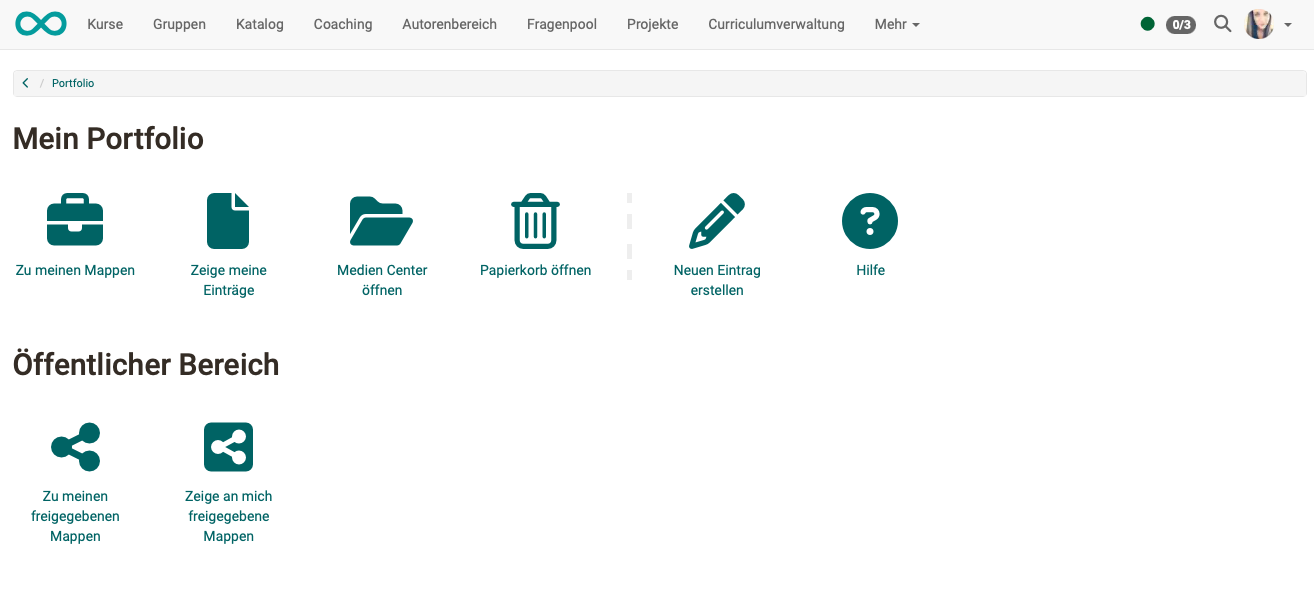 Kurse Gruppen Katalog Coaching Autorenbereich Fragenpool Projekte Curriculumverwaltung Mehr 0/3
/ Portfolio
Mein Portfolio
Zu meinen Mappen
Zeige meine
Einträge
Medien Center
öffnen
Papierkorb öffnen
Neuen Eintrag
erstellen
?
Hilfe
Öffentlicher Bereich
Zu meinen
freigegebenen
Mappen
Zeige an mich
freigegebene
Mappen